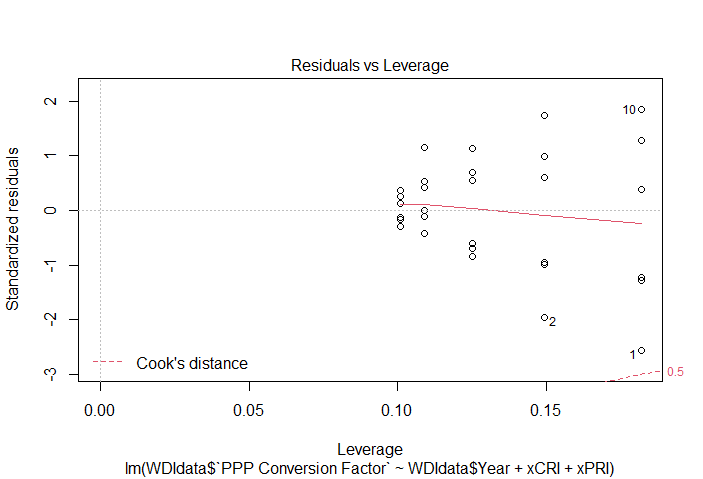 Residuals vs Leverage
Standardized residuals
2
1
0
-1
-2
-3
10
2
1
0.5
Cook's distance
0.00
0.05
0.10
0.15
Leverage
lm(WDIdata$`PPP Conversion Factor` ~ WDIdata$Year + xCRI + xPRI)